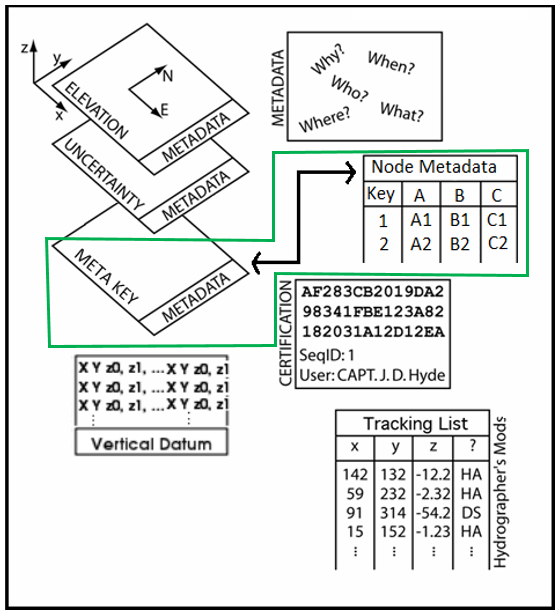 z
y
x
N
E
ELEVATION
METADATA
UNCERTAINTY
METADATA
META KEY
METADATA
METADATA
Why?
When?
Who?
Where?
What?
Node Metadata
Key A B C
1 A1 B1 C1
2 A2 B2 C2
CERTIFICATION
AF283CB2019DA2
98341FBE123A82
182031A12D12EA
SeqID: 1
User: CAPT. J. D. Hyde
X Y z0, z1, ... X Y z0, z1
X Y z0, z1, ... X Y z0, z1
X Y z0, z1, ... X Y z0, z1
⋮ ⋮
Vertical Datum
Tracking List
x y z ?
142 132 -12.2 HA
59 232 -2.32 HA
91 314 -54.2 DS
15 152 -1.23 HA
⋮ ⋮ ⋮ ⋮
Hydrographer's Mods